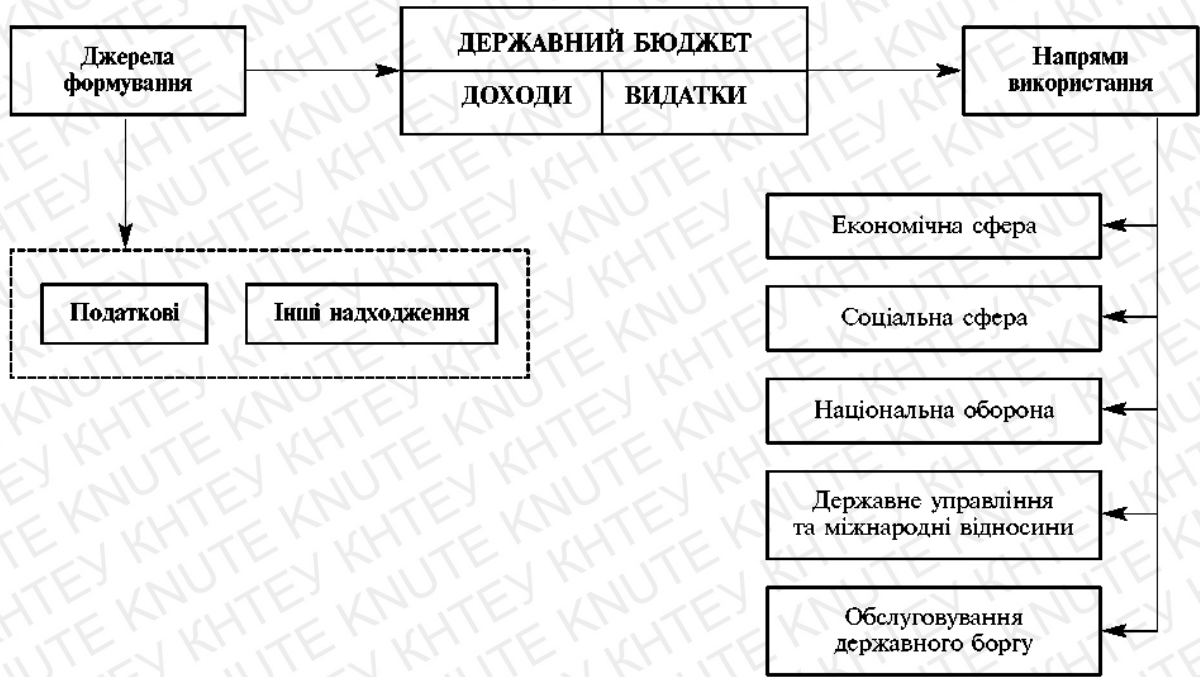 Джерела
формування
ДЕРЖАВНИЙ БЮДЖЕТ
ДОХОДИ
ВИДАТКИ
Напрями
використання
Податкові
Інші надходження
Економічна сфера
Соціальна сфера
Національна оборона
Державне управління
та міжнародні відносини
Обслуговування
державного боргу